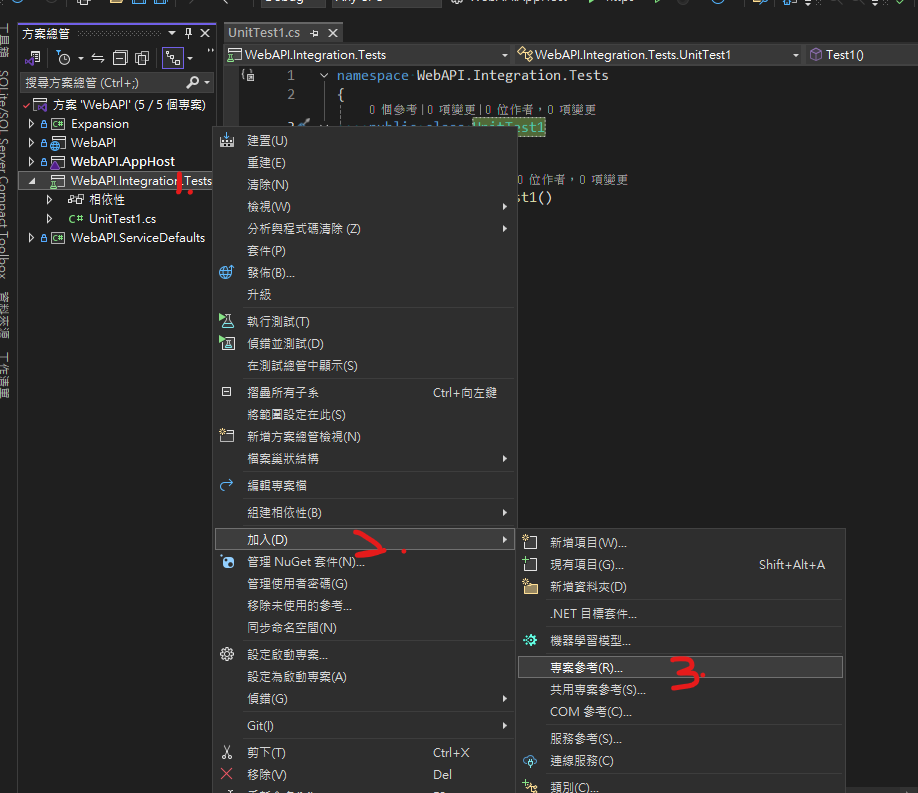 方案總管
搜尋方案總管 (Ctrl+;)
方案 'WebAPI' (5 / 5 個專案)
Expansion
WebAPI
WebAPI.AppHost
WebAPI.Integration.Tests
1.
相依性
C# UnitTest1.cs
WebAPI.ServiceDefaults
UnitTest1.cs
WebAPI.Integration.Tests
WebAPI.Integration.Tests.UnitTest1
Test1()
1 namespace WebAPI.Integration.Tests
2 {
0 個參考|0 項變更|0 位作者，0 項變更
3 public class UnitTest1
0 位作者，0 項變更
st1()
建置(U)
重建(E)
清除(N)
檢視(W)
分析與程式碼清除 (Z)
套件(P)
發佈(B)...
升級
執行測試(T)
偵錯並測試(D)
在測試總管中顯示(S)
摺疊所有子系 Ctrl+向左鍵
將範圍設定在此(S)
新增方案總管檢視(N)
檔案巢狀結構
編輯專案檔
組建相依性(B)
加入(D)
2.
管理 NuGet 套件(N)...
管理使用者密碼(G)
移除未使用的參考...
同步命名空間(N)
設定啟動專案...
設定為啟動專案(A)
偵錯(G)
Git(I)
剪下(T) Ctrl+X
移除(V) Del
新增項目(W)...
現有項目(G)... Shift+Alt+A
新增資料夾(D)
.NET 目標套件...
機器學習模型...
專案參考(R)...
3.
共用專案參考(S)...
COM 參考(C)...
服務參考(S)...
連線服務(C)
類別(C)...
工具箱
SQLite/SQL Server Compact Toolbox
資料來源
工作清單